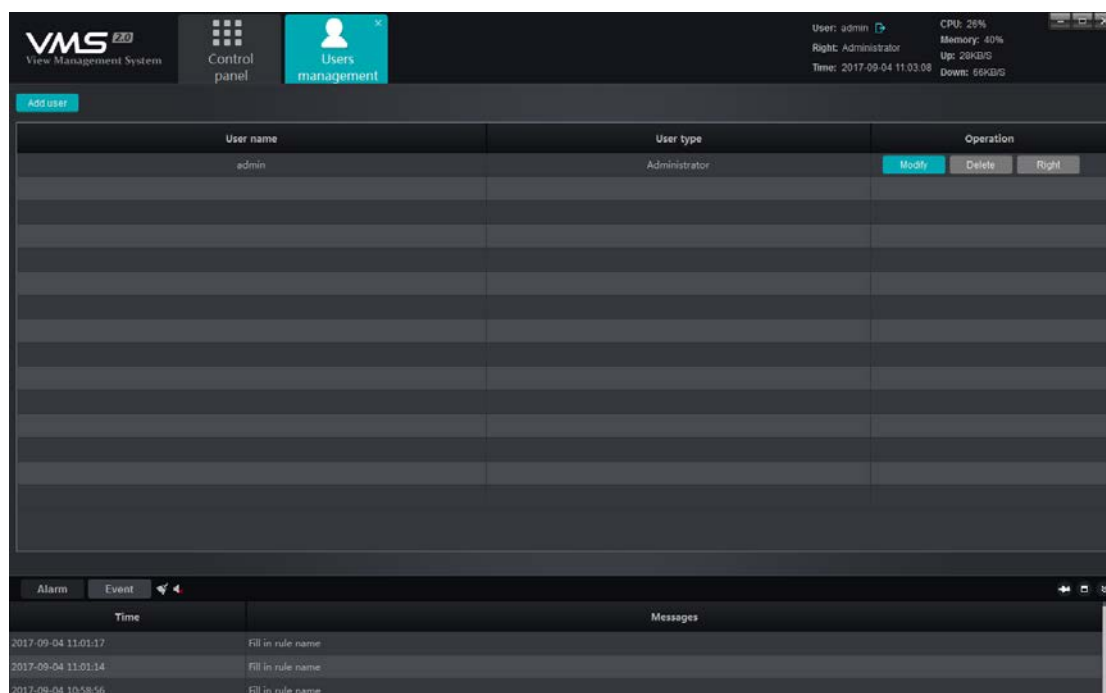 VMS 2.0
View Management System
Control
panel
Users
management
User: admin
Right: Administrator
Time: 2017-09-04 11:03:08
CPU: 26%
Memory: 40%
Up: 28KB/S
Down: 66KB/S
Add user
User name User type Operation
admin Administrator Modify Delete Right
Alarm Event
Time Messages
2017-09-04 11:01:17 Fill in rule name
2017-09-04 11:01:14 Fill in rule name
2017-09-04 10:58:56 Fill in rule name